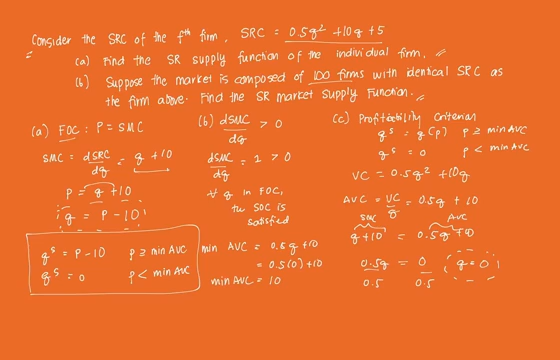 Consider the SRC of the fth firm, SRC = 0.5q² + 10q + 5
(a) Find the SR supply function of the individual firm.
(b) Suppose the market is composed of 100 firms with identical SRC as
the firm above. Find the SR market Supply Function.
(a) FOC: P = SMC
SMC = dSRC/dq = q + 10
P = q + 10
q = P - 10
q^s = P - 10 P ≥ min AVC
q^s = 0 P < min AVC
(b) dSMC/dq > 0
dSMC/dq = 1 > 0
∀ q in FOC,
the SOC is
satisfied
min AVC = 0.5q + 10
= 0.5(0) + 10
min AVC = 10
(c) Profitability Criterian
q^s = q(P) P ≥ min AVC
q^s = 0 P < min AVC
VC = 0.5q² + 10q
AVC = VC/Q = 0.5q + 10
SMC AVC
q + 10 = 0.5q + 10
0.5q = 0 q = 0
0.5 0.5